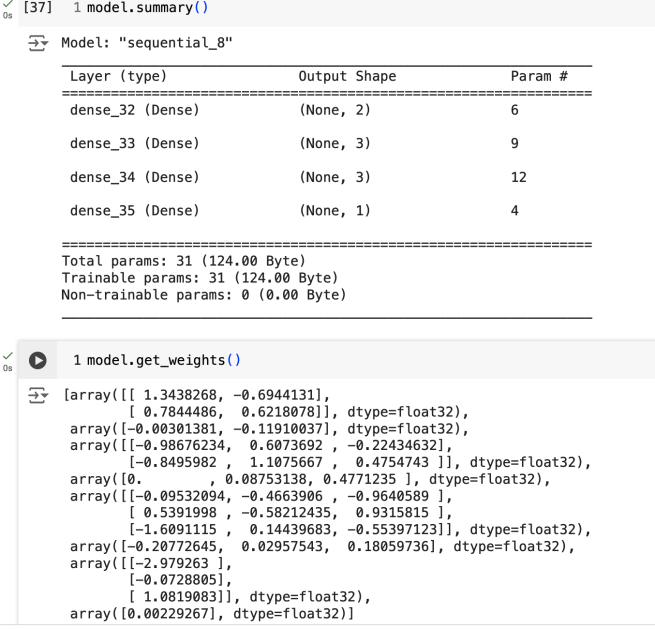 [37] 1 model.summary()
0s
Model: "sequential_8"
Layer (type) Output Shape Param #
=================================================================
dense_32 (Dense) (None, 2) 6
dense_33 (Dense) (None, 3) 9
dense_34 (Dense) (None, 3) 12
dense_35 (Dense) (None, 1) 4
=================================================================
Total params: 31 (124.00 Byte)
Trainable params: 31 (124.00 Byte)
Non-trainable params: 0 (0.00 Byte)
1 model.get_weights()
0s
[array([[ 1.3438268, -0.6944131],
[ 0.7844486, 0.6218078]], dtype=float32),
array([-0.00301381, -0.11910037], dtype=float32),
array([[-0.98676234, 0.6073692 , -0.22434632],
[-0.8495982 , 1.1075667 , 0.4754743 ]], dtype=float32),
array([0. , 0.08753138, 0.4771235 ], dtype=float32),
array([[-0.09532094, -0.4663906 , -0.9640589 ],
[ 0.5391998 , -0.58212435, 0.9315815 ],
[-1.6091115 , 0.14439683, -0.55397123]], dtype=float32),
array([-0.20772645, 0.02957543, 0.18059736], dtype=float32),
array([[-2.979263 ],
[-0.0728805],
[ 1.0819083]], dtype=float32),
array([0.00229267], dtype=float32)]